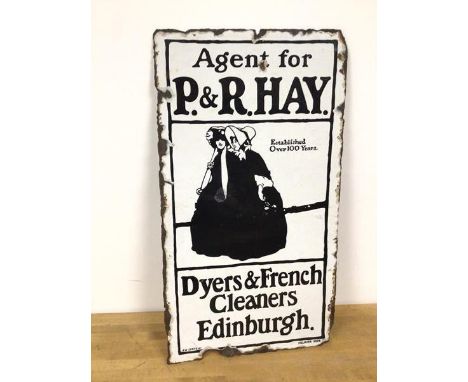 Agent for
P. & R. HAY.
Established
Over 100 Years.
Dyers & French
Cleaners
Edinburgh.